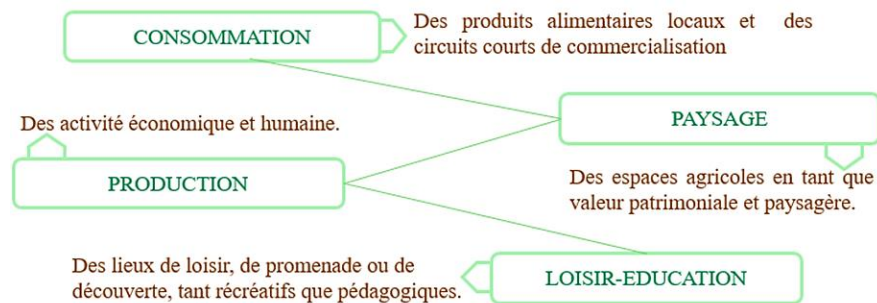 CONSOMMATION
Des produits alimentaires locaux et des
circuits courts de commercialisation
PAYSAGE
Des espaces agricoles en tant que
valeur patrimoniale et paysagère.
Des activité économique et humaine.
PRODUCTION
LOISIR-EDUCATION
Des lieux de loisir, de promenade ou de
découverte, tant récréatifs que pédagogiques.